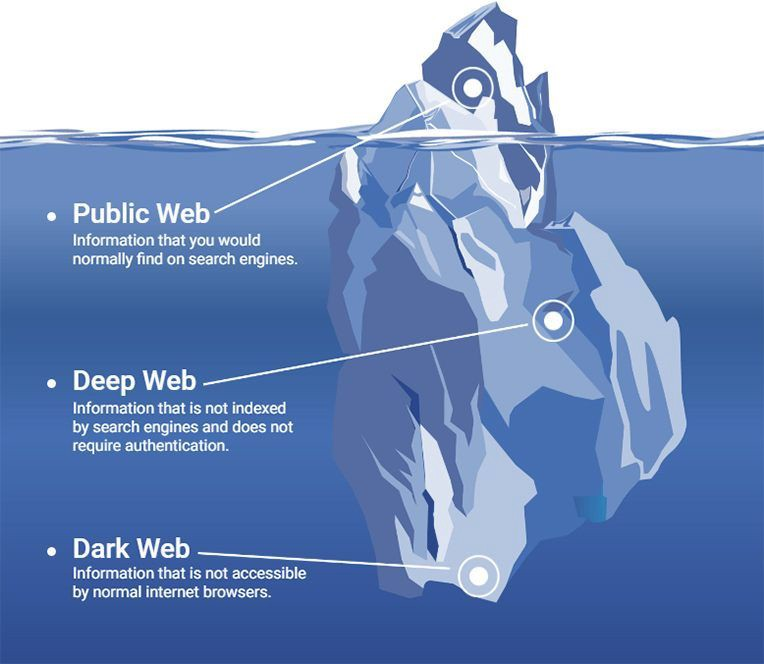 Public Web
Information that you would
normally find on search engines.
Deep Web
Information that is not indexed
by search engines and does not
require authentication.
Dark Web
Information that is not accessible
by normal internet browsers.